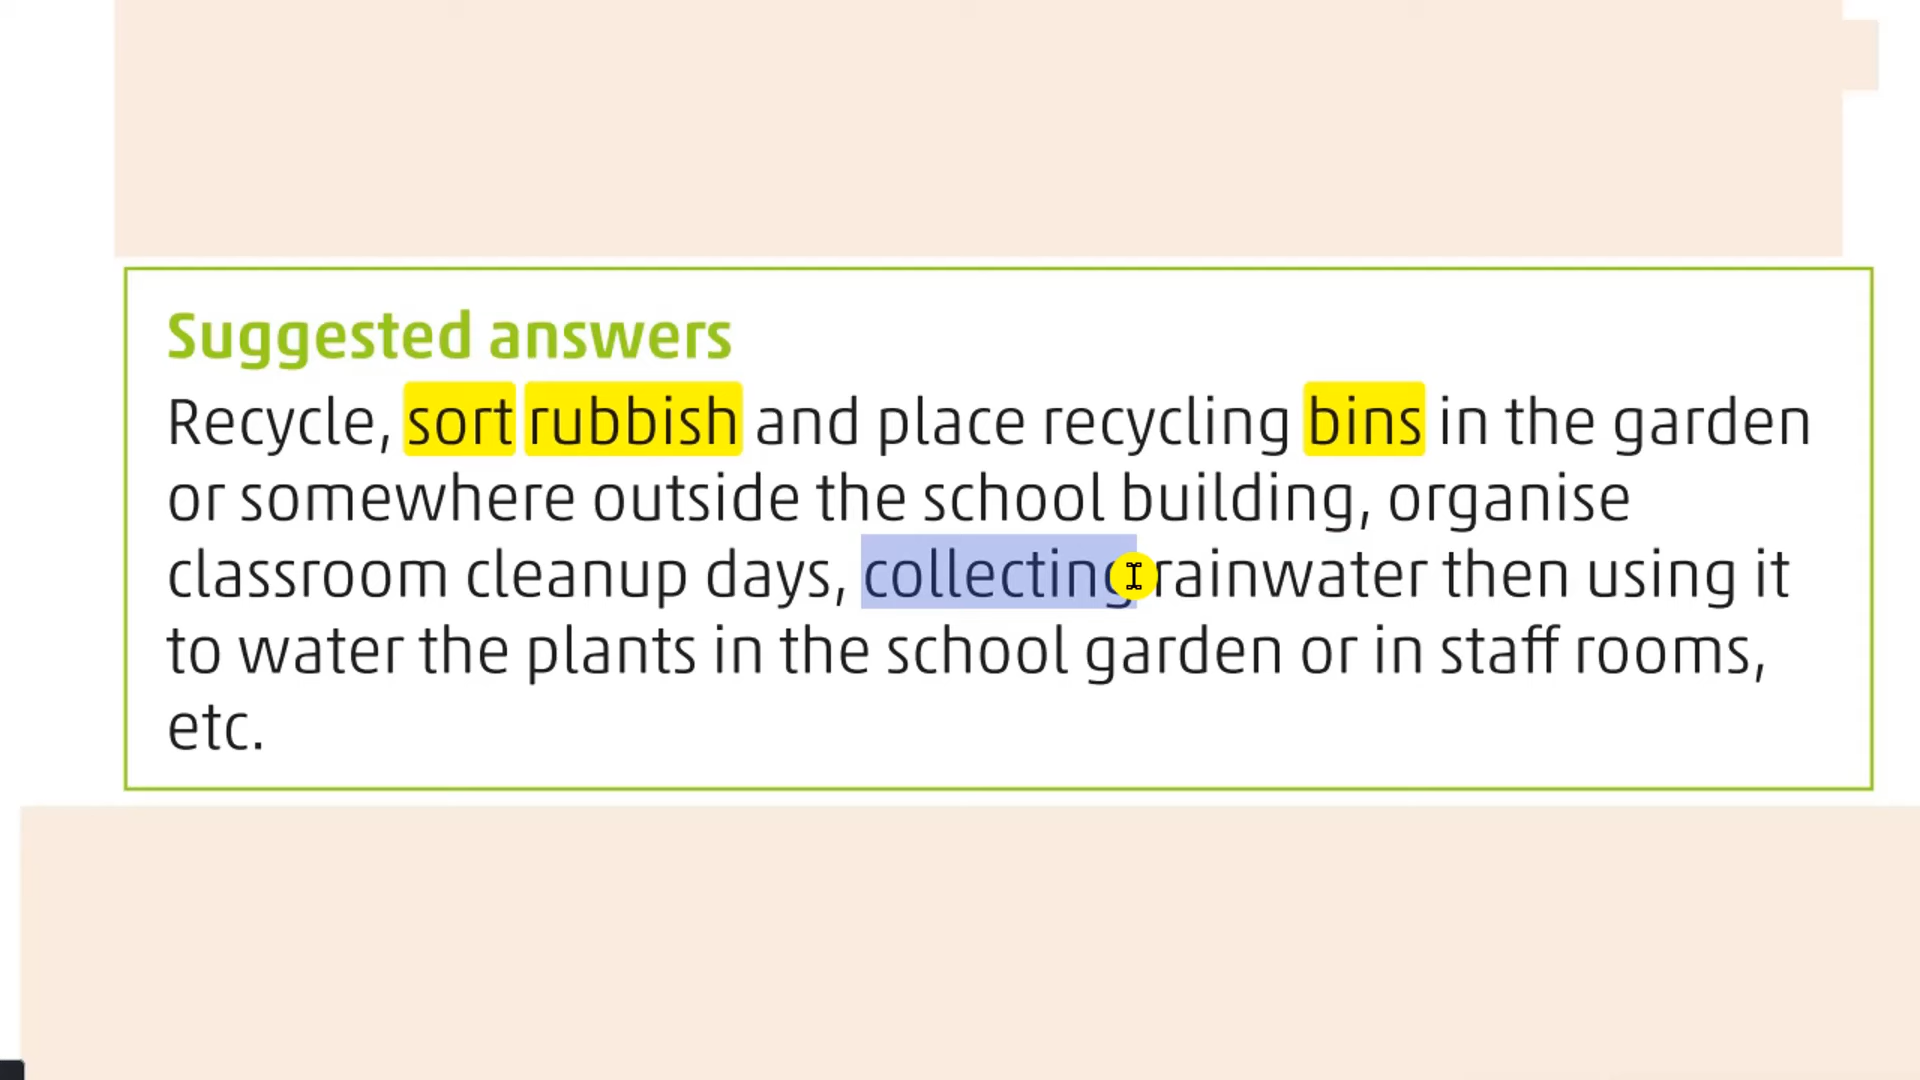 Suggested answers
Recycle, sort rubbish and place recycling bins in the garden
or somewhere outside the school building, organise
classroom cleanup days, collecting rainwater then using it
to water the plants in the school garden or in staff rooms,
etc.